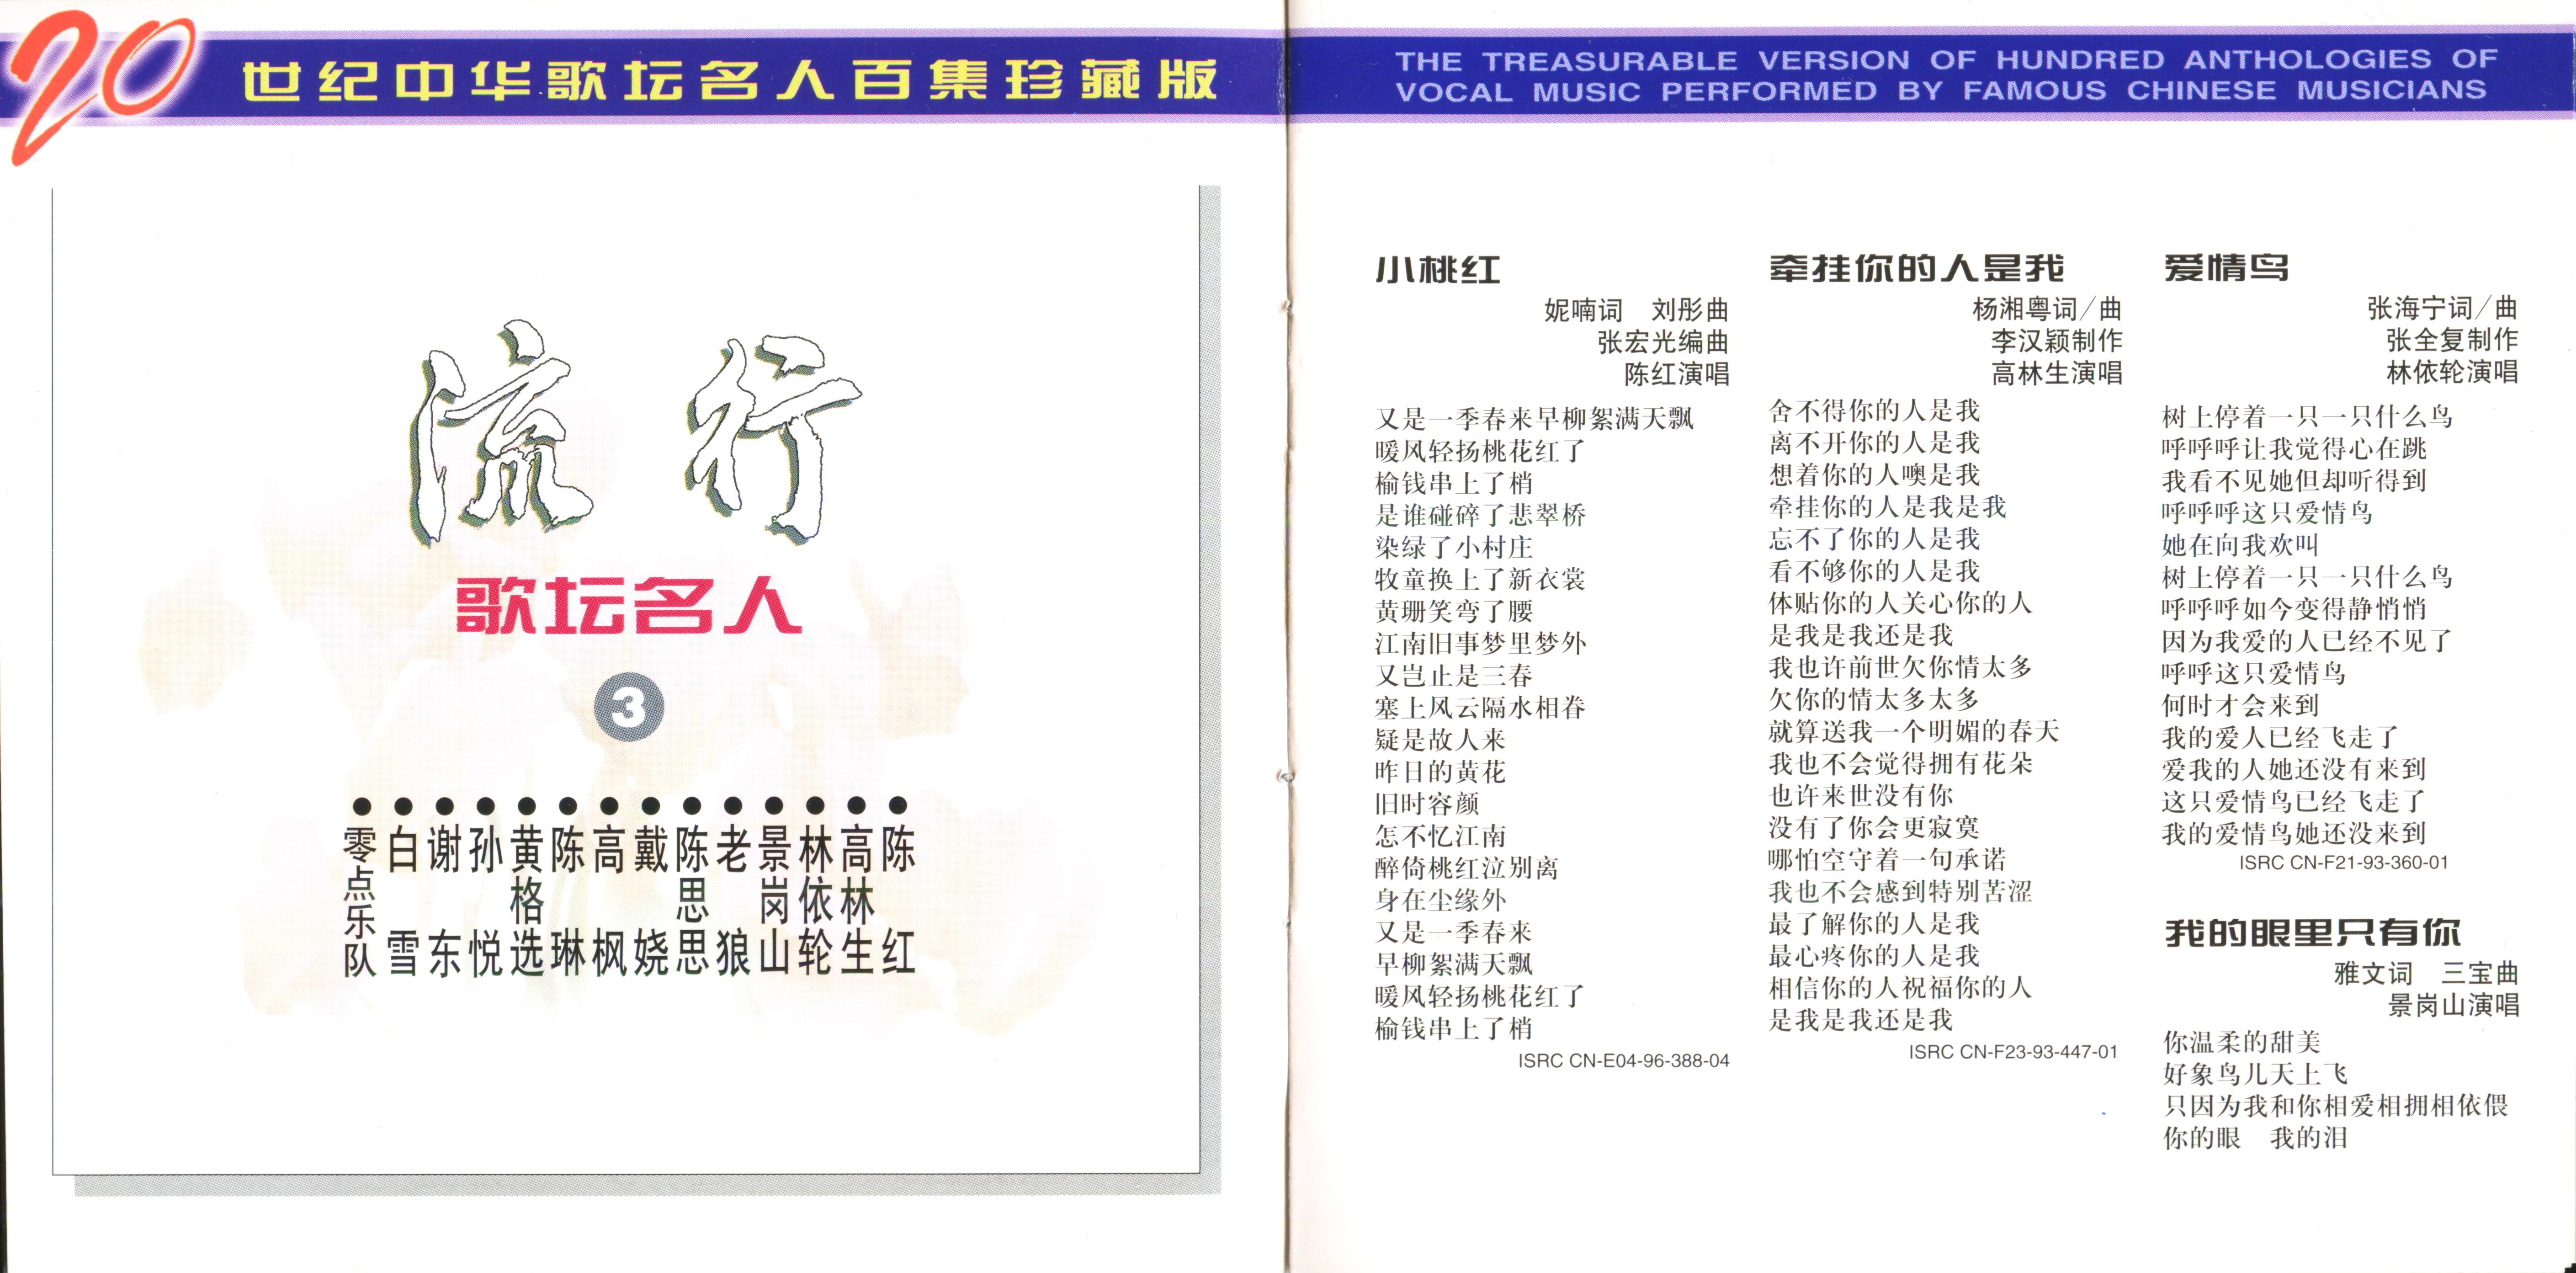 20世纪中华歌坛名人百集珍藏版
流行
歌坛名人
3
●陈红
●高林生
●林依轮
●景岗山
●老狼
●陈思思
●戴娆
●高枫
●陈琳
●黄格选
●孙悦
●谢东
●白雪
●零点乐队
THE TREASURABLE VERSION OF HUNDRED ANTHOLOGIES OF
VOCAL MUSIC PERFORMED BY FAMOUS CHINESE MUSICIANS
小桃红
妮喃词　刘彤曲
张宏光编曲
陈红演唱
又是一季春来早柳絮满天飘
暖风轻扬桃花红了
榆钱串上了梢
是谁碰碎了悲翠桥
染绿了小村庄
牧童换上了新衣裳
黄珊笑弯了腰
江南旧事梦里梦外
又岂止是三春
塞上风云隔水相眷
疑是故人来
昨日的黄花
旧时容颜
怎不忆江南
醉倚桃红泣别离
身在尘缘外
又是一季春来
早柳絮满天飘
暖风轻扬桃花红了
榆钱串上了梢
ISRC CN-E04-96-388-04
牵挂你的人是我
杨湘粤词/曲
李汉颖制作
高林生演唱
舍不得你的人是我
离不开你的人是我
想着你的人噢是我
牵挂你的人是我是我
忘不了你的人是我
看不够你的人是我
体贴你的人关心你的人
是我是我还是我
我也许前世欠你情太多
欠你的情太多太多
就算送我一个明媚的春天
我也不会觉得拥有花朵
也许来世没有你
没有了你会更寂寞
哪怕空守着一句承诺
我也不会感到特别苦涩
最了解你的人是我
最心疼你的人是我
相信你的人祝福你的人
是我是我还是我
ISRC CN-F23-93-447-01
爱情鸟
张海宁词/曲
张全复制作
林依轮演唱
树上停着一只一只什么鸟
呼呼呼让我觉得心在跳
我看不见她但却听得到
呼呼呼这只爱情鸟
她在向我欢叫
树上停着一只一只什么鸟
呼呼呼如今变得静悄悄
因为我爱的人已经不见了
呼呼这只爱情鸟
何时才会来到
我的爱人已经飞走了
爱我的人她还没有来到
这只爱情鸟已经飞走了
我的爱情鸟她还没来到
ISRC CN-F21-93-360-01
我的眼里只有你
雅文词　三宝曲
景岗山演唱
你温柔的甜美
好象鸟儿天上飞
只因为我和你相爱相拥相依偎
你的眼　我的泪